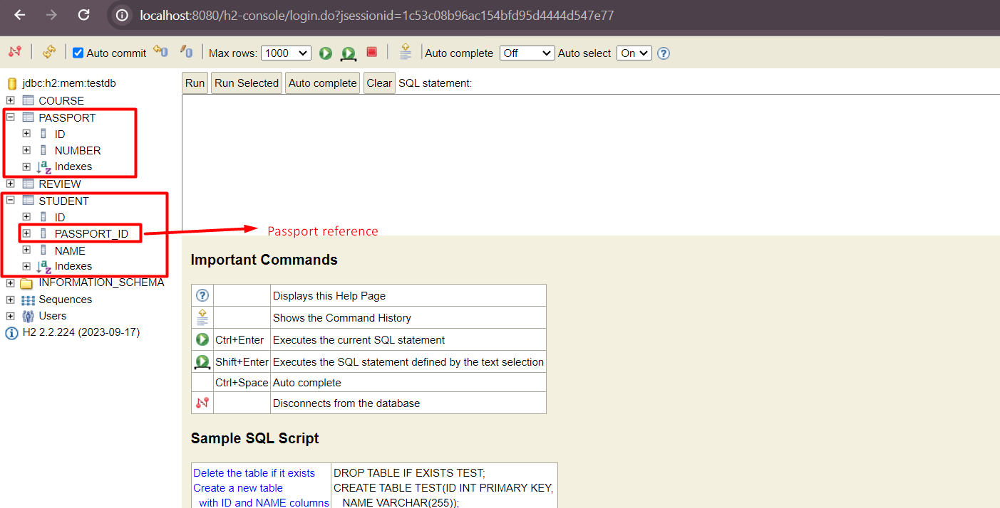 localhost:8080/h2-console/login.do?jsessionid=1c53c08b96ac154bfd95d4444d547e77
Auto commit Max rows: 1000 Auto complete Off Auto select On
jdbc:h2:mem:testdb
COURSE
PASSPORT
ID
NUMBER
Indexes
REVIEW
STUDENT
ID
PASSPORT_ID
NAME
Indexes
INFORMATION_SCHEMA
Sequences
Users
H2 2.2.224 (2023-09-17)
Run Run Selected Auto complete Clear SQL statement:
Passport reference
Important Commands
Displays this Help Page
Shows the Command History
Ctrl+Enter Executes the current SQL statement
Shift+Enter Executes the SQL statement defined by the text selection
Ctrl+Space Auto complete
Disconnects from the database
Sample SQL Script
Delete the table if it exists DROP TABLE IF EXISTS TEST;
Create a new table CREATE TABLE TEST(ID INT PRIMARY KEY,
with ID and NAME columns NAME VARCHAR(255));